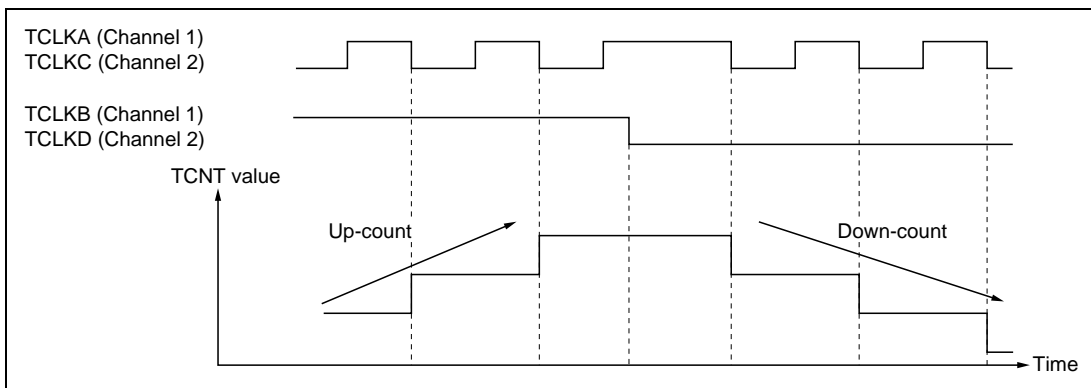 TCLKA (Channel 1)
TCLKC (Channel 2)
TCLKB (Channel 1)
TCLKD (Channel 2)
TCNT value
Up-count
Down-count
Time